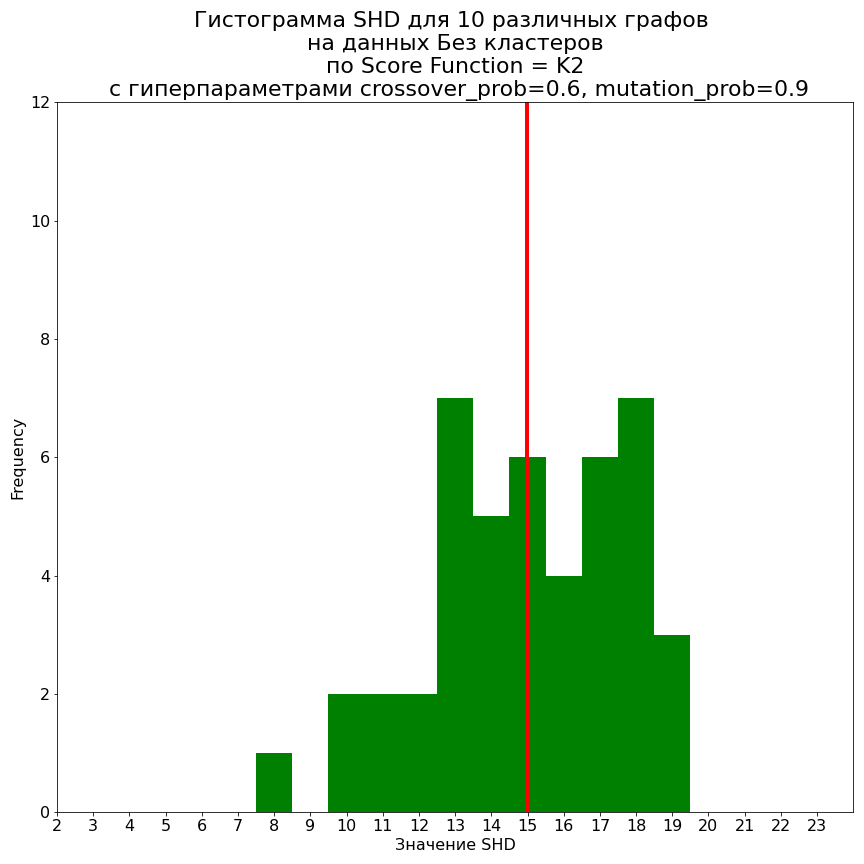 Гистограмма SHD для 10 различных графов
на данных Без кластеров
по Score Function = K2
с гиперпараметрами crossover_prob=0.6, mutation_prob=0.9
12
10
8
6
4
2
0
Frequency
2 3 4 5 6 7 8 9 10 11 12 13 14 15 16 17 18 19 20 21 22 23
Значение SHD